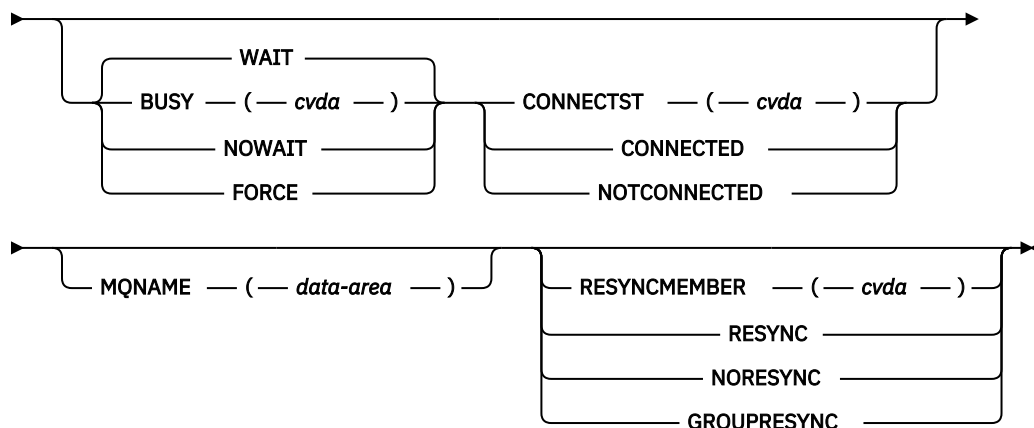 WAIT
BUSY ( cvda ) CONNECTST ( cvda )
NOWAIT CONNECTED
FORCE NOTCONNECTED
MQNAME ( data-area ) RESYNCMEMBER ( cvda )
RESYNC
NORESYNC
GROUPRESYNC